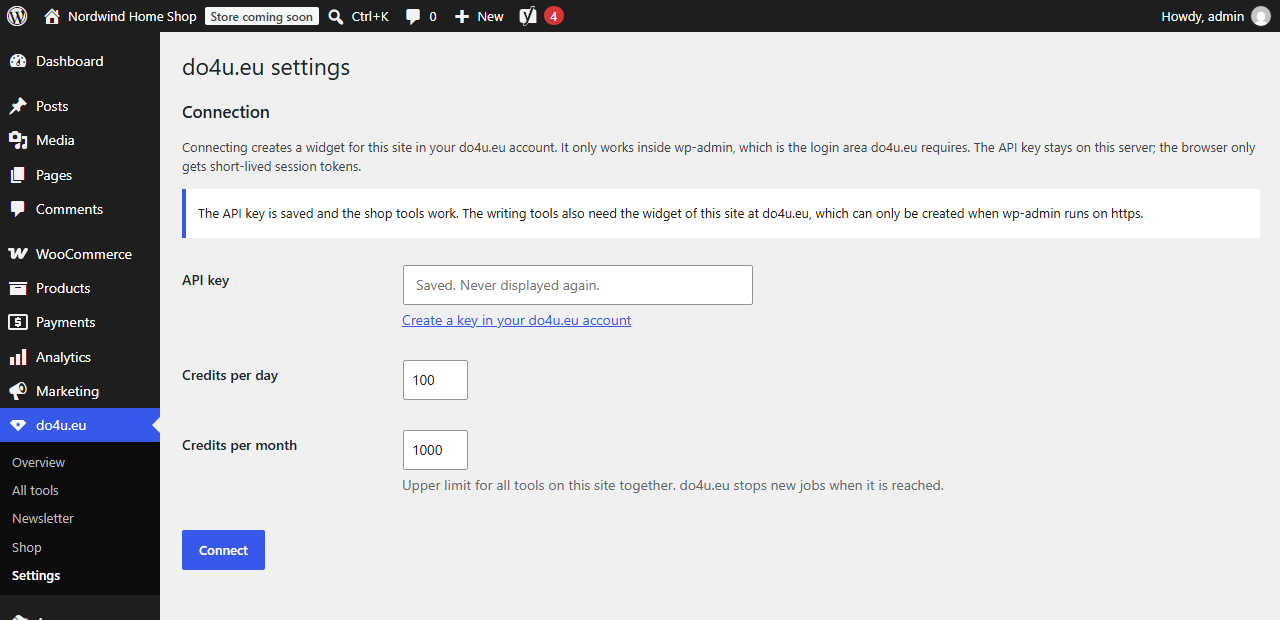 Nordwind Home Shop
Store coming soon
Ctrl+K
0
New
4
Howdy, admin
Dashboard
Posts
Media
Pages
Comments
WooCommerce
Products
Payments
Analytics
Marketing
do4u.eu
Overview
All tools
Newsletter
Shop
Settings
do4u.eu settings
Connection
Connecting creates a widget for this site in your do4u.eu account. It only works inside wp-admin, which is the login area do4u.eu requires. The API key stays on this server; the browser only
gets short-lived session tokens.
The API key is saved and the shop tools work. The writing tools also need the widget of this site at do4u.eu, which can only be created when wp-admin runs on https.
API key
Saved. Never displayed again.
Create a key in your do4u.eu account
Credits per day
100
Credits per month
1000
Upper limit for all tools on this site together. do4u.eu stops new jobs when it is reached.
Connect